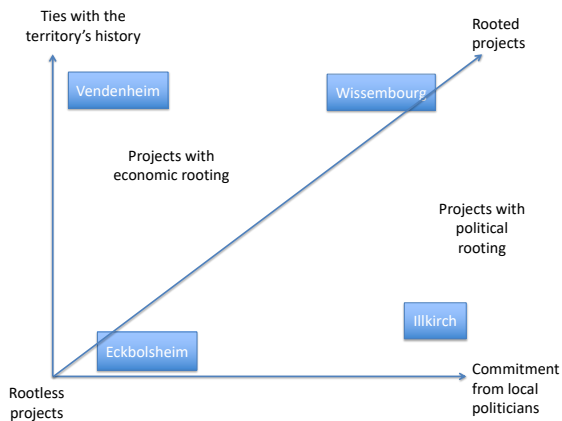 Ties with the
territory's history
Rooted
projects
Vendenheim
Wissembourg
Projects with
economic rooting
Projects with
political
rooting
Illkirch
Eckbolsheim
Rootless
projects
Commitment
from local
politicians